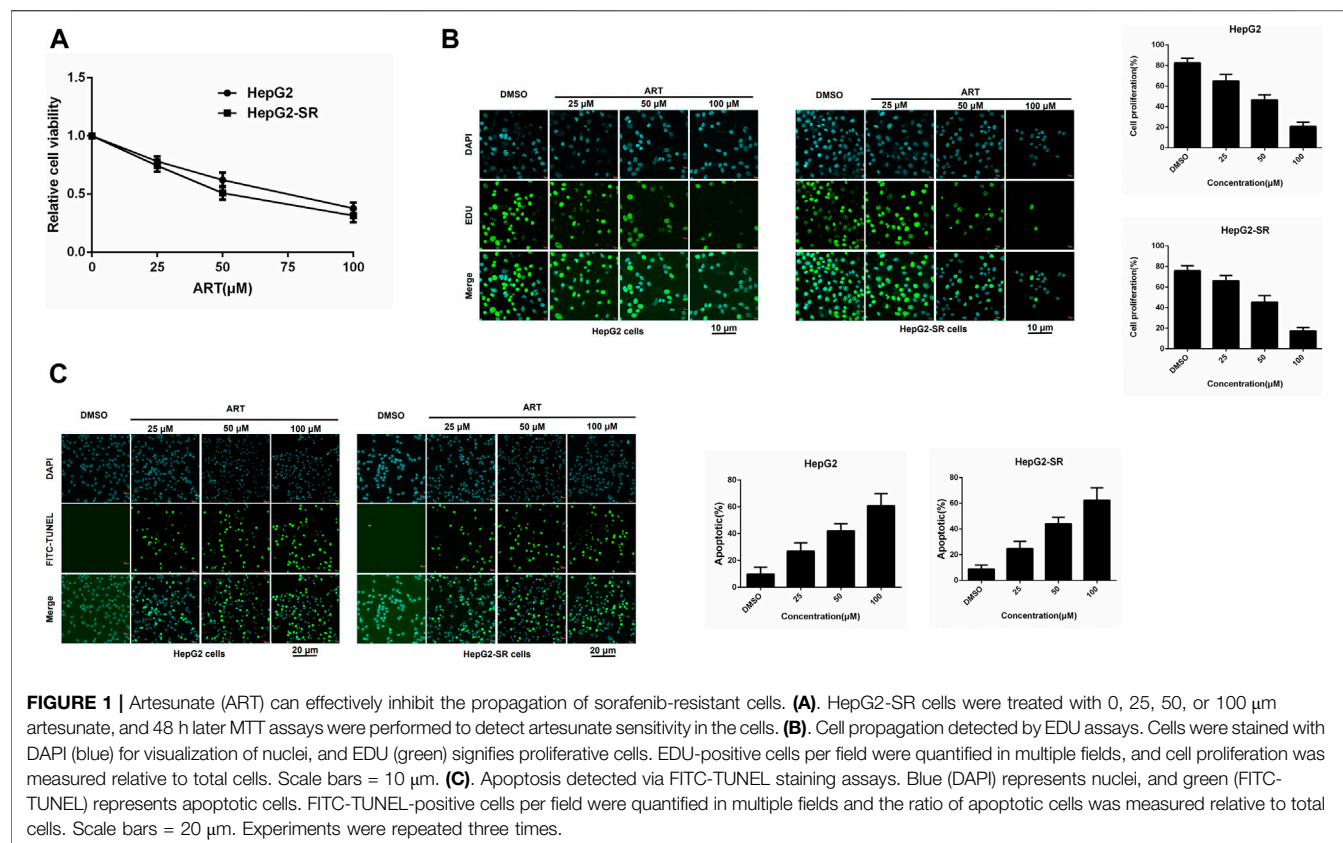 A
1.5
1.0
0.5
0.0
Relative cell viability
HepG2
HepG2-SR
0 25 50 75 100
ART(μM)
B
DMSO ART
25 μM 50 μM 100 μM
DAPI
EDU
Merge
HepG2 cells 10 μm
DMSO ART
25 μM 50 μM 100 μM
HepG2-SR cells 10 μm
HepG2
100
80
60
40
20
0
Cell proliferation(%)
DMSO 25 50 100
Concentration(μM)
HepG2-SR
100
80
60
40
20
0
Cell proliferation(%)
DMSO 25 50 100
Concentration(μM)
C
DMSO ART
25 μM 50 μM 100 μM
DAPI
FITC-TUNEL
Merge
HepG2 cells 20 μm
DMSO ART
25 μM 50 μM 100 μM
HepG2-SR cells 20 μm
HepG2
80
60
40
20
0
Apoptotic(%)
DMSO 25 50 100
Concentration(μM)
HepG2-SR
80
60
40
20
0
Apoptotic(%)
DMSO 25 50 100
Concentration(μM)
FIGURE 1 | Artesunate (ART) can effectively inhibit the propagation of sorafenib-resistant cells. (A). HepG2-SR cells were treated with 0, 25, 50, or 100 μm
artesunate, and 48 h later MTT assays were performed to detect artesunate sensitivity in the cells. (B). Cell propagation detected by EDU assays. Cells were stained with
DAPI (blue) for visualization of nuclei, and EDU (green) signifies proliferative cells. EDU-positive cells per field were quantified in multiple fields, and cell proliferation was
measured relative to total cells. Scale bars = 10 μm. (C). Apoptosis detected via FITC-TUNEL staining assays. Blue (DAPI) represents nuclei, and green (FITC-
TUNEL) represents apoptotic cells. FITC-TUNEL-positive cells per field were quantified in multiple fields and the ratio of apoptotic cells was measured relative to total
cells. Scale bars = 20 μm. Experiments were repeated three times.